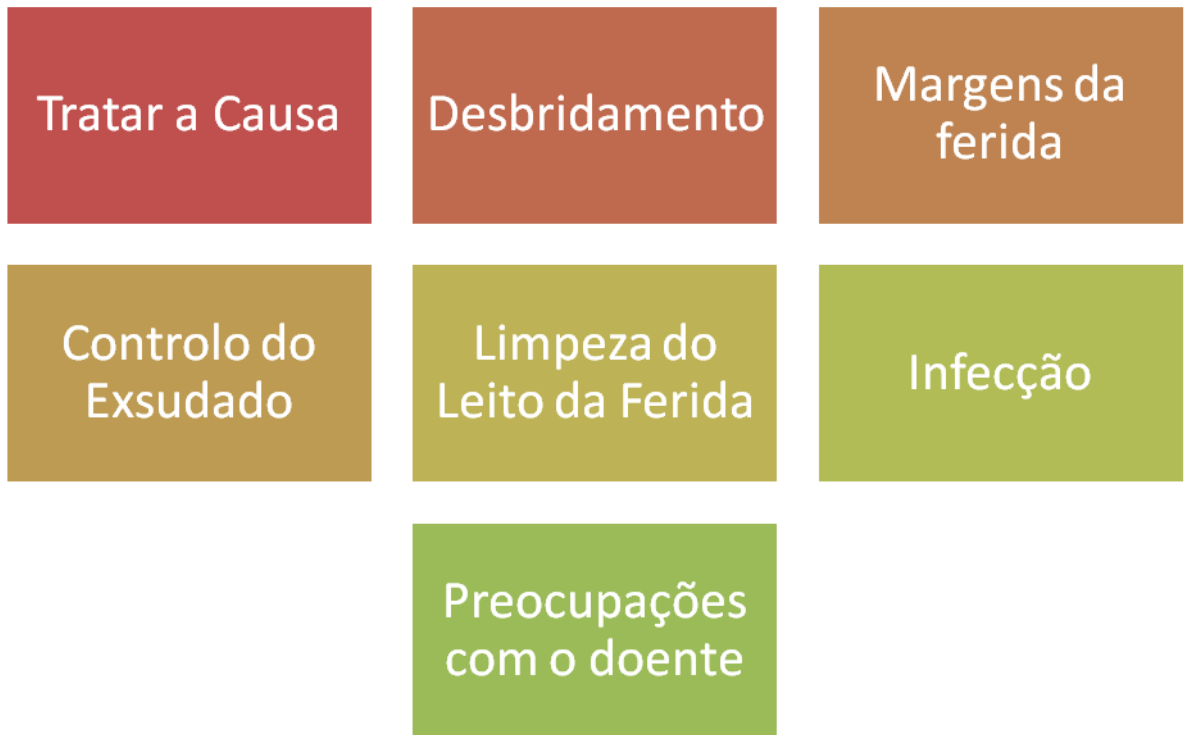 Tratar a Causa
Desbridamento
Margens da
ferida
Controlo do
Exsudado
Limpeza do
Leito da Ferida
Infecção
Preocupações
com o doente